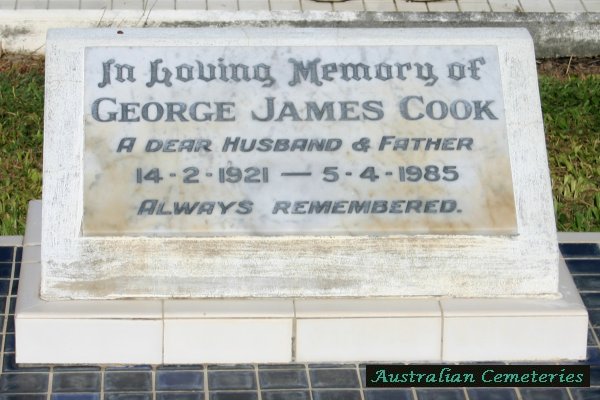 In Loving Memory of
GEORGE JAMES COOK
A DEAR HUSBAND & FATHER
14-2-1921 — 5-4-1985
ALWAYS REMEMBERED.
Australian Cemeteries